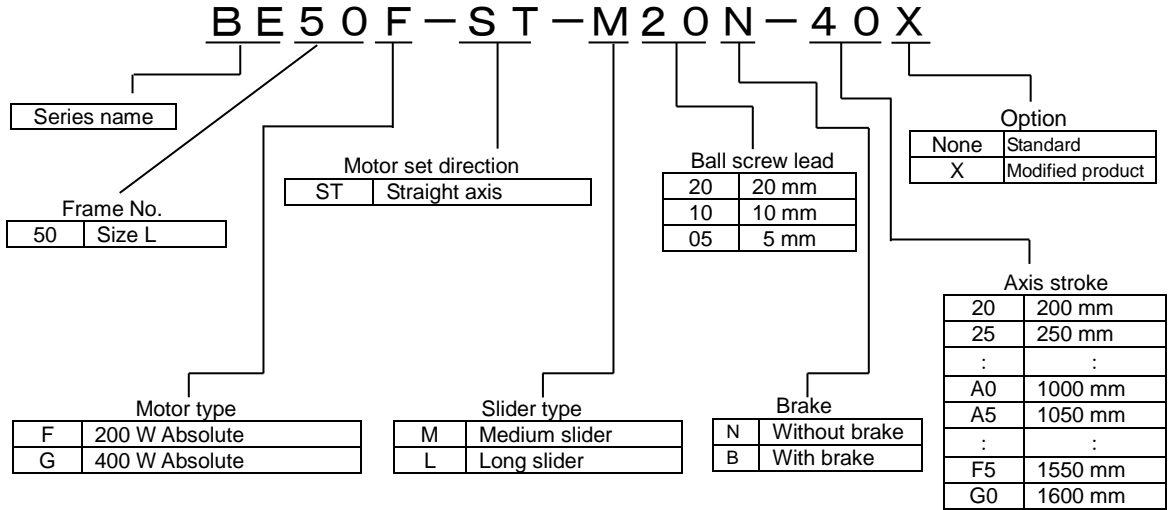 BE50F-ST-M20N-40X
Series name
Frame No.
50 Size L
Motor set direction
ST Straight axis
Ball screw lead
20 20 mm
10 10 mm
05 5 mm
Option
None Standard
X Modified product
Motor type
F 200 W Absolute
G 400 W Absolute
Slider type
M Medium slider
L Long slider
Brake
N Without brake
B With brake
Axis stroke
20 200 mm
25 250 mm
: :
A0 1000 mm
A5 1050 mm
: :
F5 1550 mm
G0 1600 mm